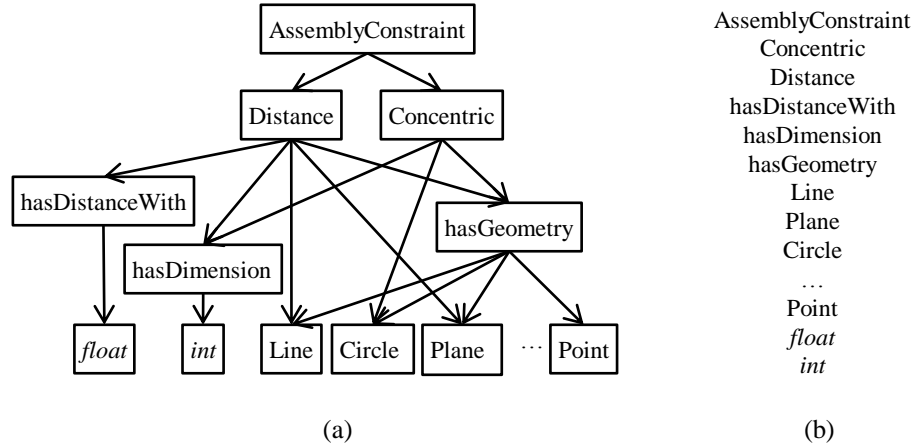 AssemblyConstraint
Distance
Concentric
hasDistanceWith
hasGeometry
hasDimension
float
int
Line
Circle
Plane
...
Point
(a)
AssemblyConstraint
Concentric
Distance
hasDistanceWith
hasDimension
hasGeometry
Line
Plane
Circle
...
Point
float
int
(b)